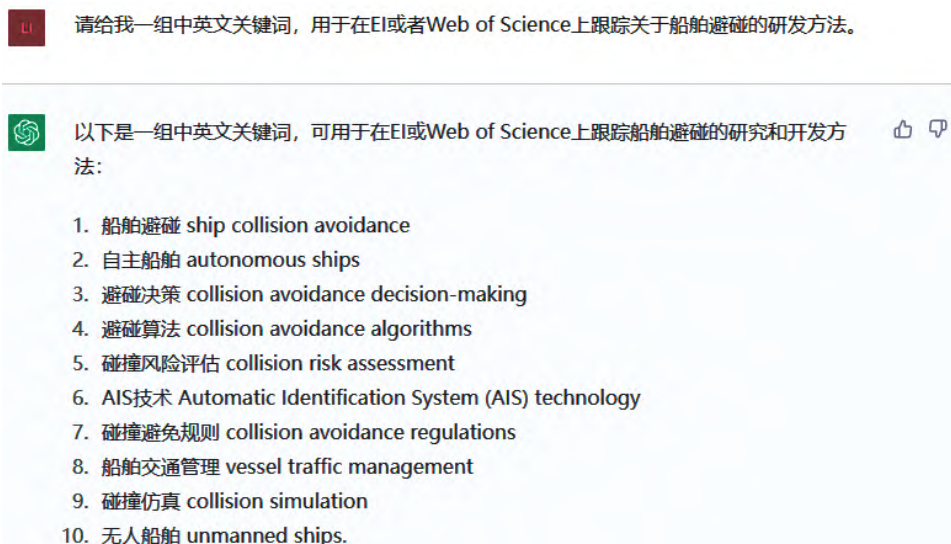 LI
请给我一组中英文关键词，用于在EI或者Web of Science上跟踪关于船舶避碰的研发方法。
以下是一组中英文关键词，可用于在EI或Web of Science上跟踪船舶避碰的研究和开发方
法：
1. 船舶避碰 ship collision avoidance
2. 自主船舶 autonomous ships
3. 避碰决策 collision avoidance decision-making
4. 避碰算法 collision avoidance algorithms
5. 碰撞风险评估 collision risk assessment
6. AIS技术 Automatic Identification System (AIS) technology
7. 碰撞避免规则 collision avoidance regulations
8. 船舶交通管理 vessel traffic management
9. 碰撞仿真 collision simulation
10. 无人船舶 unmanned ships.